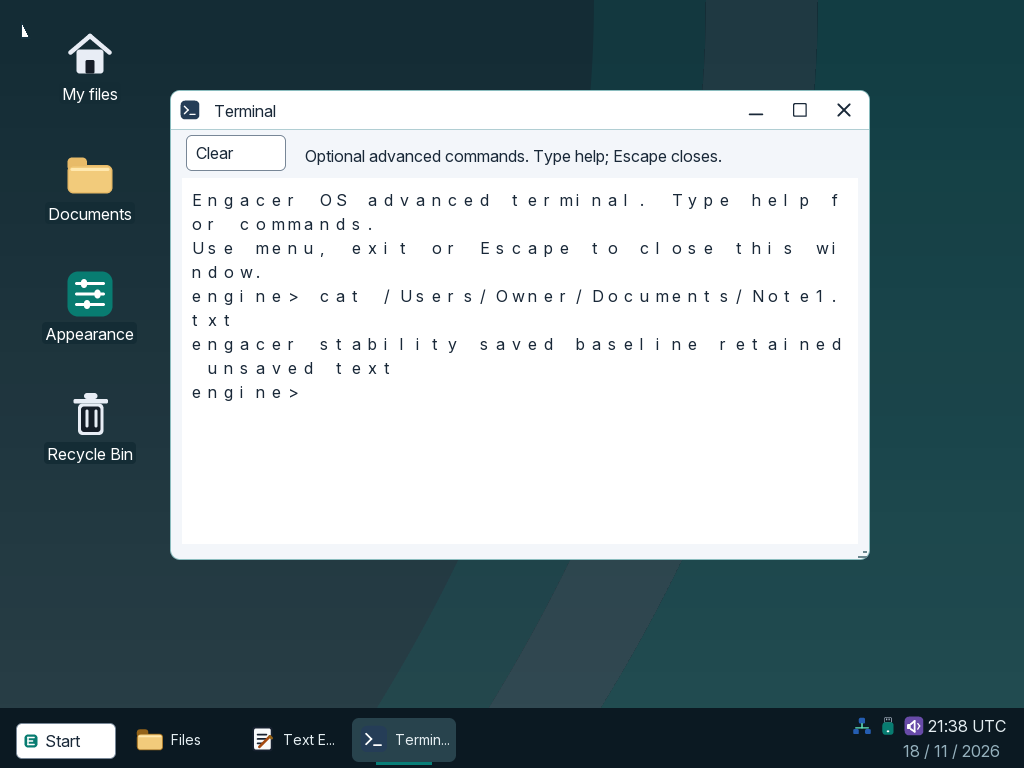 My files
Documents
Appearance
Recycle Bin
Terminal
Clear
Optional advanced commands. Type help; Escape closes.
Engacer OS advanced terminal. Type help f
or commands.
Use menu, exit or Escape to close this wi
ndow.
engine> cat /Users/Owner/Documents/Note1.
txt
engacer stability saved baseline retained
 unsaved text
engine>
Start
Files
Text E...
Termin...
21:38 UTC
18 / 11 / 2026